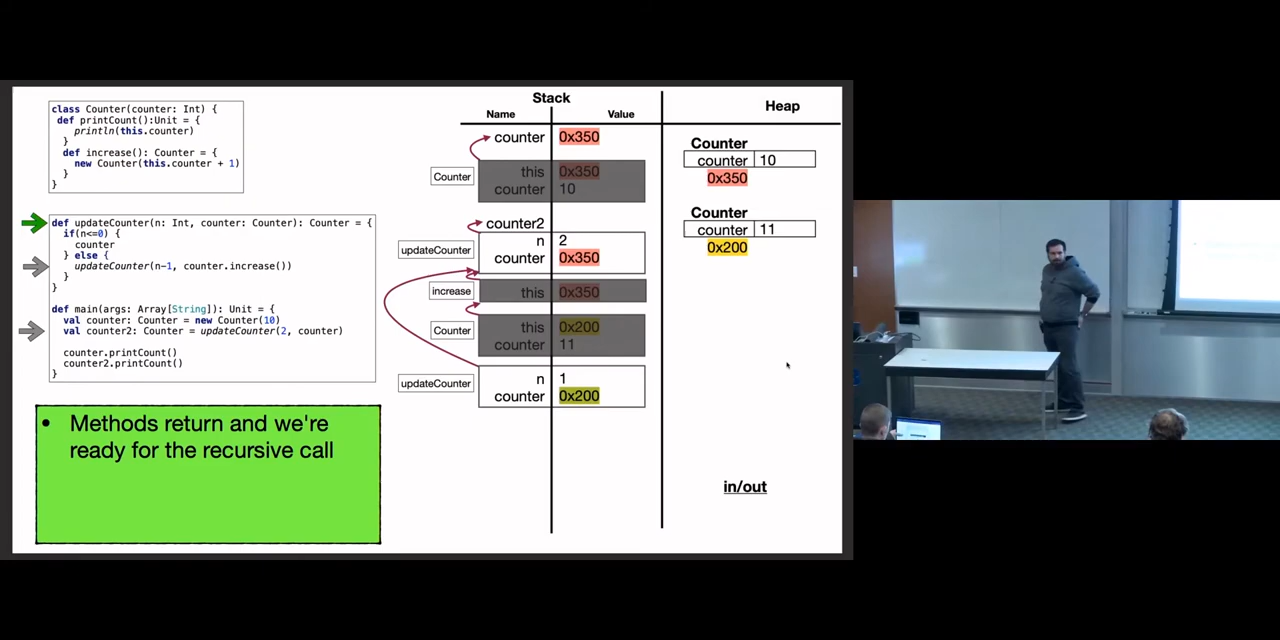 class Counter(counter: Int) {
def printCount():Unit = {
println(this.counter)
}
def increase(): Counter = {
new Counter(this.counter + 1)
}
}
def updateCounter(n: Int, counter: Counter): Counter = {
if(n<=0) {
counter
} else {
updateCounter(n-1, counter.increase())
}
}
def main(args: Array[String]): Unit = {
val counter: Counter = new Counter(10)
val counter2: Counter = updateCounter(2, counter)
counter.printCount()
counter2.printCount()
}
• Methods return and we're
ready for the recursive call
Stack
Name Value
counter 0x350
Counter
this 0x350
counter 10
counter2
updateCounter
n 2
counter 0x350
increase
this 0x350
Counter
this 0x200
counter 11
updateCounter
n 1
counter 0x200
Heap
Counter
counter 10
0x350
Counter
counter 11
0x200
in/out